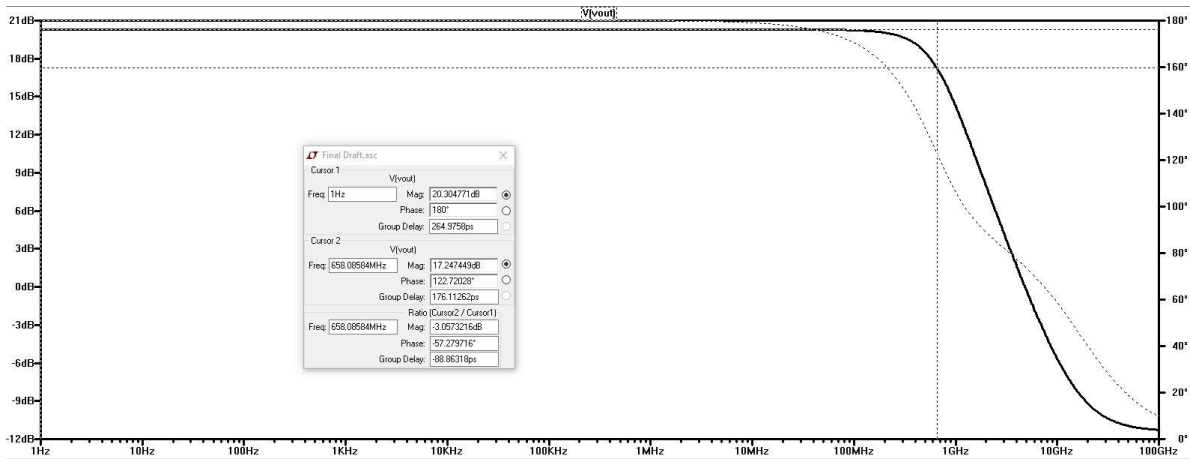 V(vout)
21dB
18dB
15dB
12dB
9dB
6dB
3dB
0dB
-3dB
-6dB
-9dB
-12dB
180°
160°
140°
120°
100°
80°
60°
40°
20°
0°
Final Draft.asc
Cursor 1
V(vout)
Freq: 1Hz Mag: 20.304771dB
Phase: 180°
Group Delay: 264.9758ps
Cursor 2
V(vout)
Freq: 658.08584MHz Mag: 17.247449dB
Phase: 122.72028°
Group Delay: 176.11262ps
Ratio (Cursor2 / Cursor1)
Freq: 658.08584MHz Mag: -3.0573216dB
Phase: -57.279716°
Group Delay: -88.86318ps
1Hz 10Hz 100Hz 1KHz 10KHz 100KHz 1MHz 10MHz 100MHz 1GHz 10GHz 100GHz